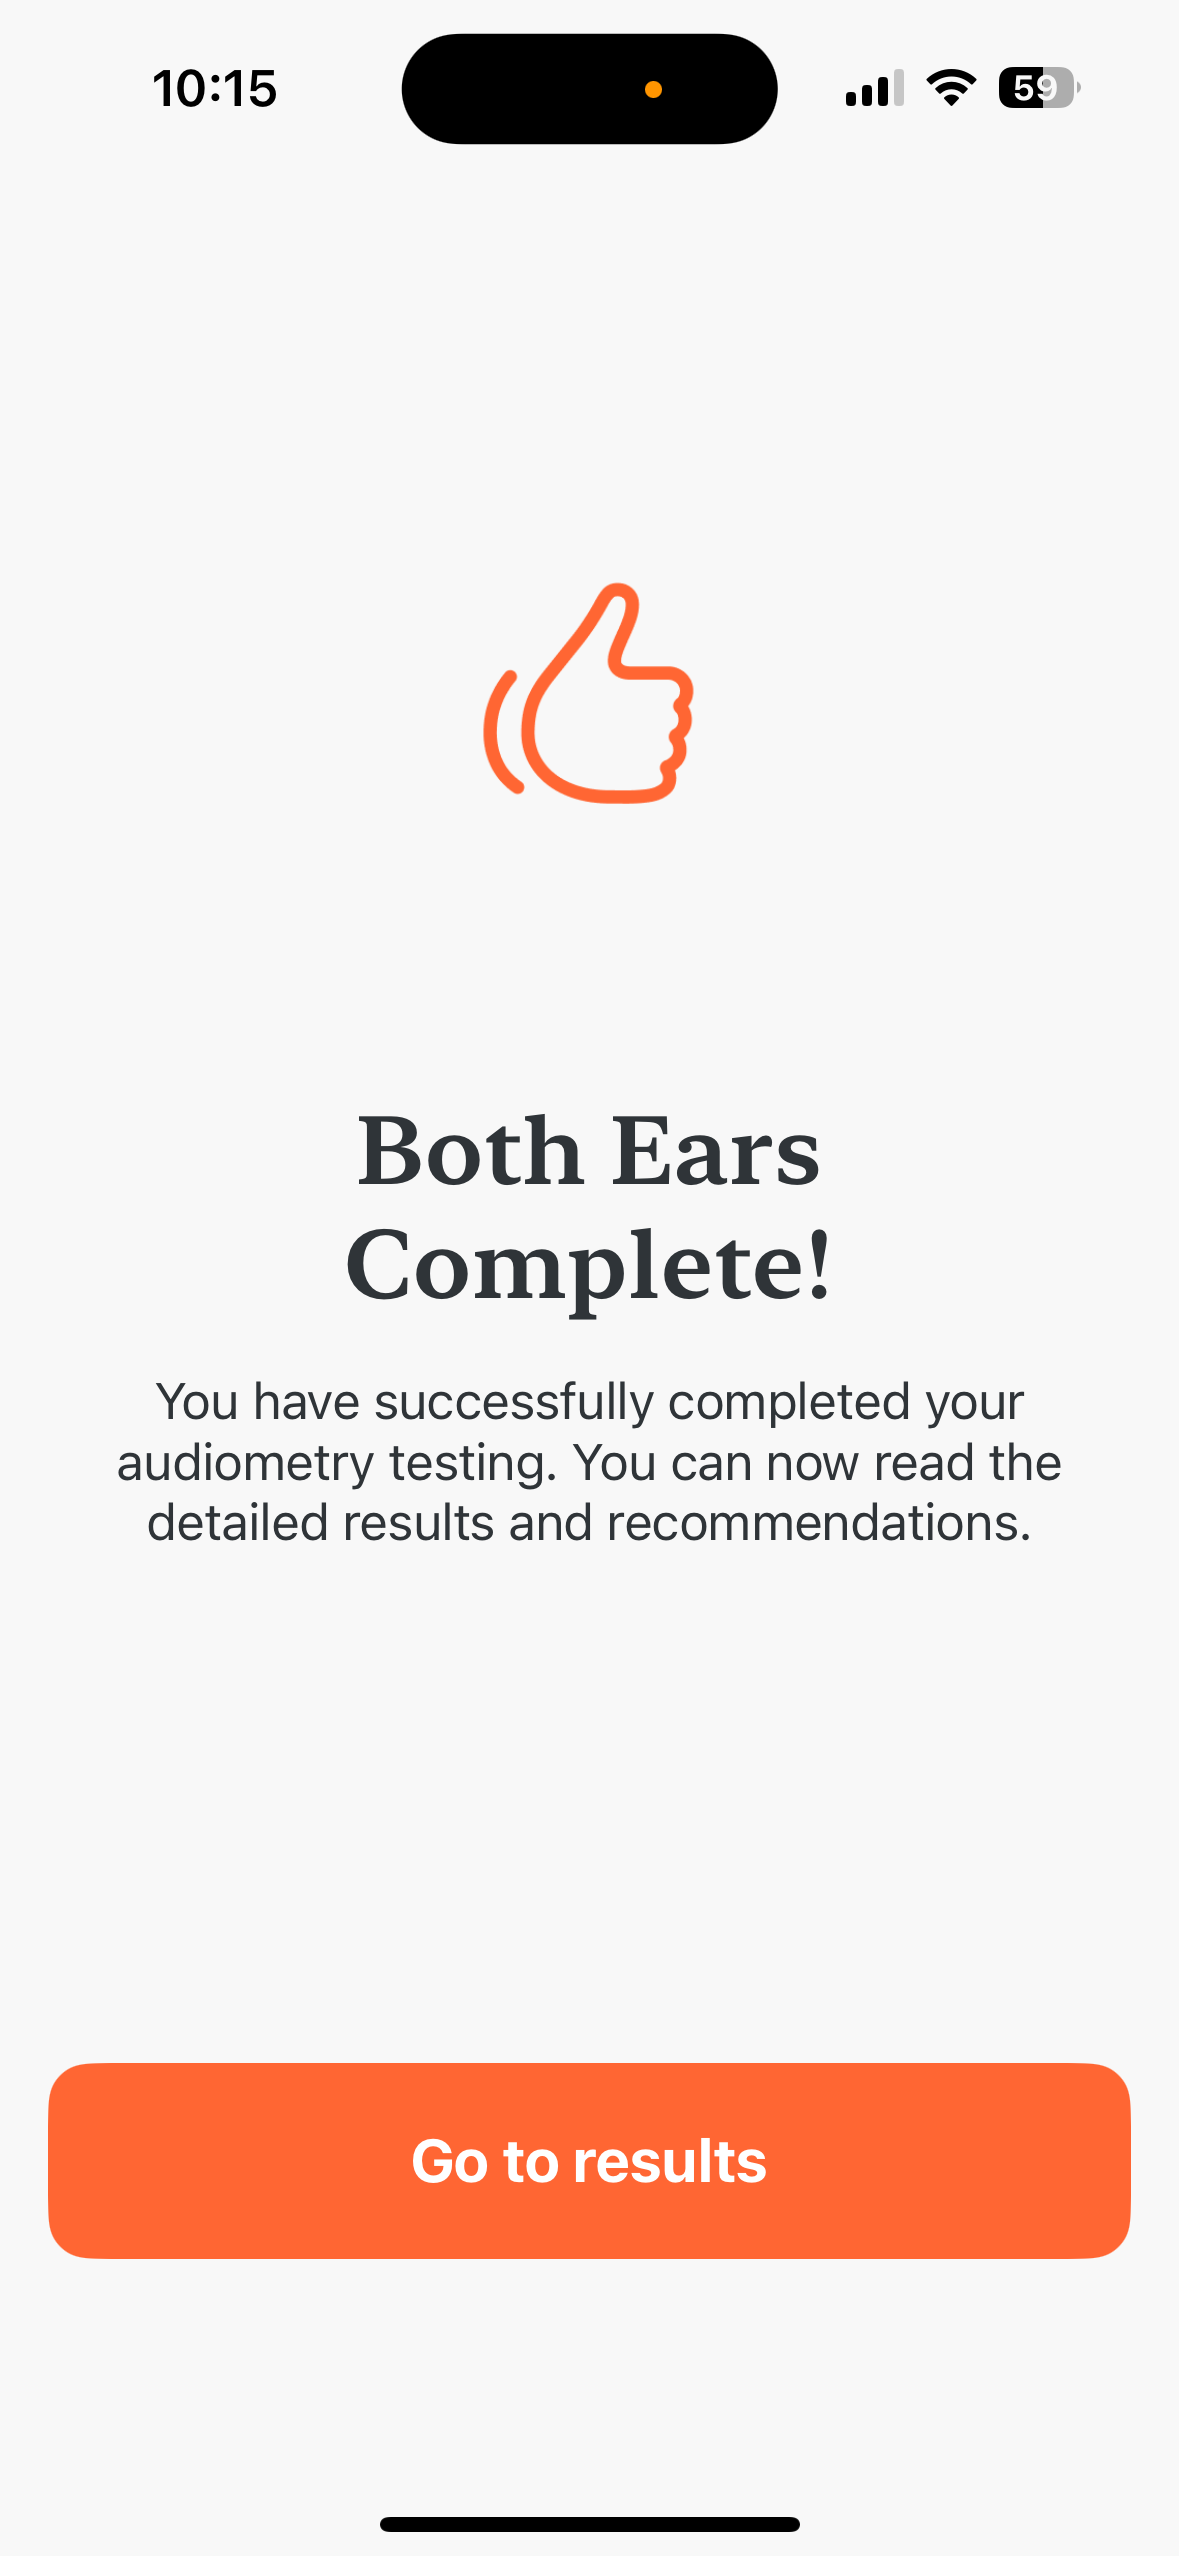 10:15
59
Both Ears
Complete!
You have successfully completed your
audiometry testing. You can now read the
detailed results and recommendations.
Go to results